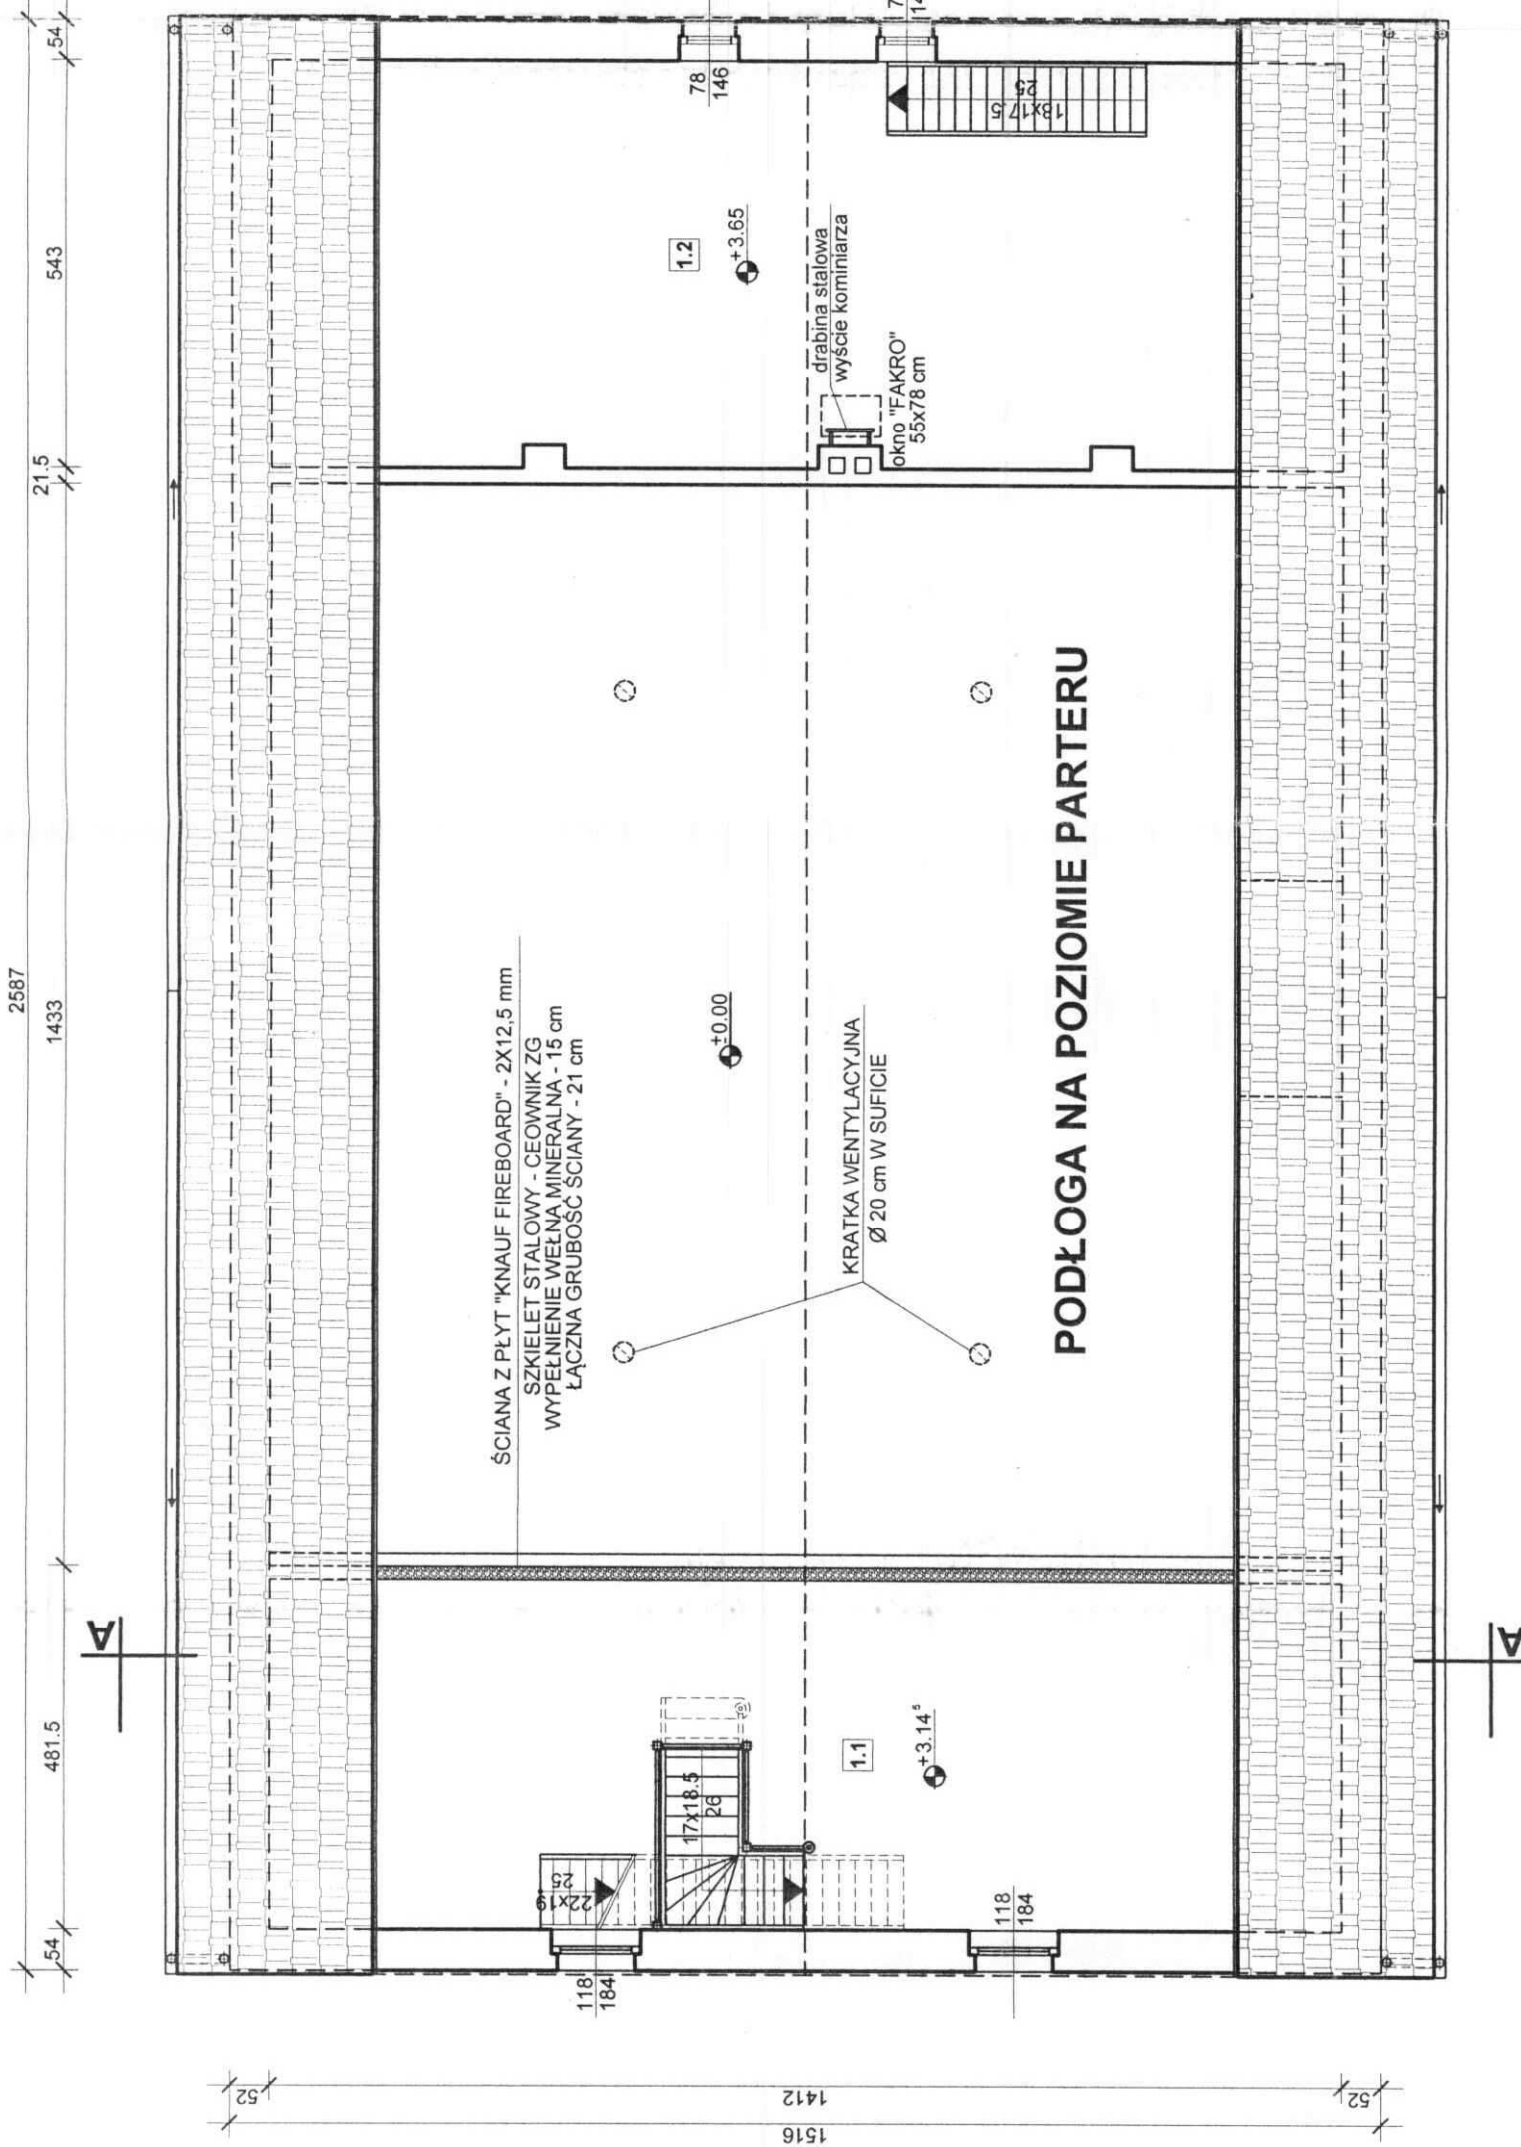 2587
54
481.5
1433
21.5
543
54
A
A
ŚCIANA Z PŁYT "KNAUF FIREBOARD" - 2X12,5 mm
SZKIELET STALOWY - CEOWNIK ZG
WYPEŁNIENIE WEŁNA MINERALNA - 15 cm
ŁĄCZNA GRUBOŚĆ ŚCIANY - 21 cm
78
146
1.2
+3.65
±0.00
drabina stalowa
wyście kominiarza
okno "FAKRO"
55x78 cm
18x17.5
25
KRATKA WENTYLACYJNA
Ø 20 cm W SUFICIE
PODŁOGA NA POZIOMIE PARTERU
22x19
25
17x18.5
26
1.1
+3.14⁵
118
184
118
184
52
1412
52
1516